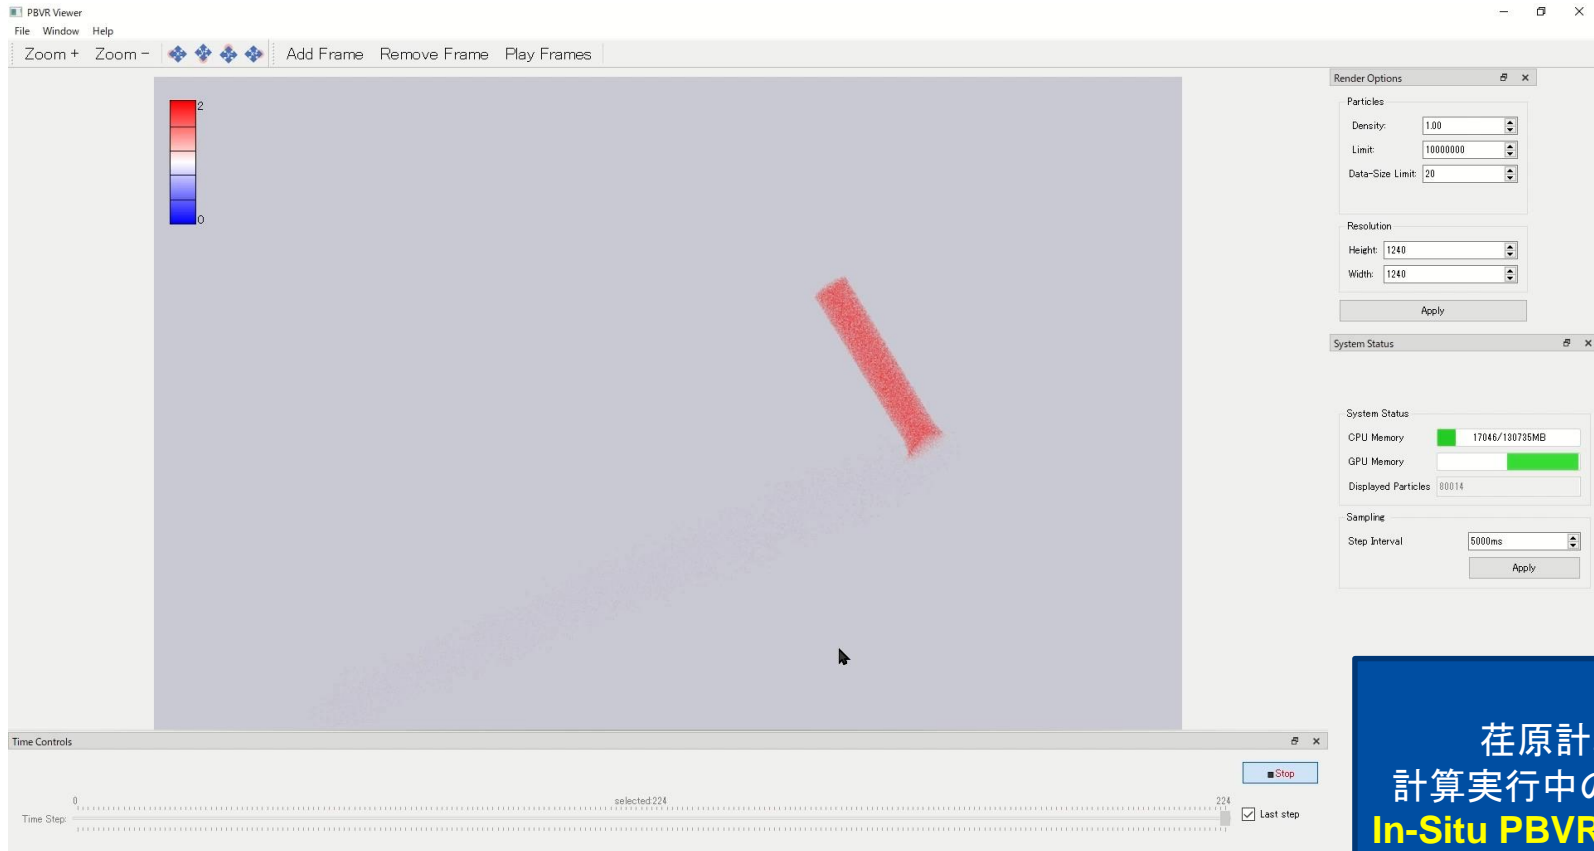 PBVR Viewer
File Window Help
Zoom + Zoom - Add Frame Remove Frame Play Frames
2
0
Render Options
Particles
Density: 1.00
Limit: 10000000
Data-Size Limit: 20
Resolution
Height: 1240
Width: 1240
Apply
System Status
System Status
CPU Memory 17046/130735MB
GPU Memory
Displayed Particles 80014
Sampling
Step Interval 5000ms
Apply
Time Controls
Stop
0 selected:224 224
Time Step: Last step
荏原計
計算実行中の
In-Situ PBVR